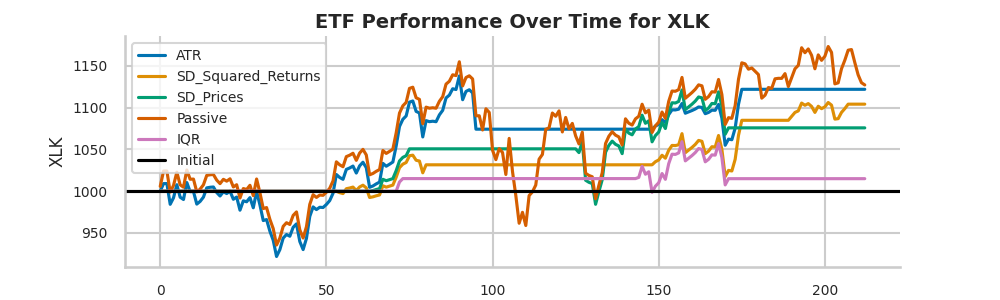 ETF Performance Over Time for XLK
XLK
1150
1100
1050
1000
950
ATR
SD_Squared_Returns
SD_Prices
Passive
IQR
Initial
0
50
100
150
200